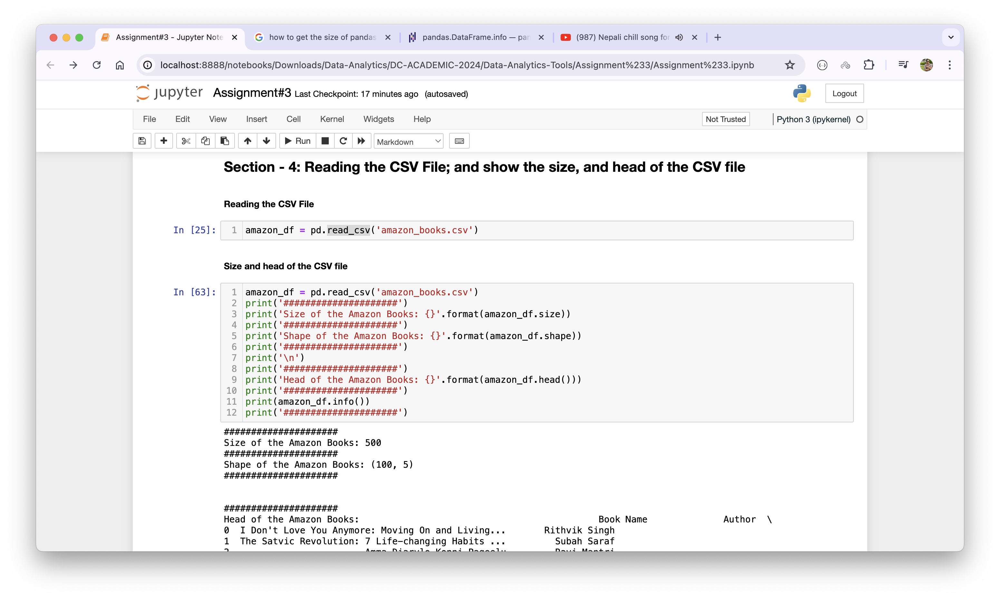 Assignment#3 - Jupyter Note
how to get the size of pandas
pandas.DataFrame.info — pan
(987) Nepali chill song for
localhost:8888/notebooks/Downloads/Data-Analytics/DC-ACADEMIC-2024/Data-Analytics-Tools/Assignment%233/Assignment%233.ipynb
jupyter Assignment#3 Last Checkpoint: 17 minutes ago (autosaved)
Logout
File Edit View Insert Cell Kernel Widgets Help
Not Trusted
Python 3 (ipykernel)
Run
Markdown
Section - 4: Reading the CSV File; and show the size, and head of the CSV file
Reading the CSV File
In [25]: 1 amazon_df = pd.read_csv('amazon_books.csv')
Size and head of the CSV file
In [63]: 1 amazon_df = pd.read_csv('amazon_books.csv')
2 print('#####################')
3 print('Size of the Amazon Books: {}'.format(amazon_df.size))
4 print('#####################')
5 print('Shape of the Amazon Books: {}'.format(amazon_df.shape))
6 print('#####################')
7 print('\n')
8 print('#####################')
9 print('Head of the Amazon Books: {}'.format(amazon_df.head()))
10 print('#####################')
11 print(amazon_df.info())
12 print('#####################')
#####################
Size of the Amazon Books: 500
#####################
Shape of the Amazon Books: (100, 5)
#####################
#####################
Head of the Amazon Books: Book Name Author \
0 I Don't Love You Anymore: Moving On and Living... Rithvik Singh
1 The Satvic Revolution: 7 Life-changing Habits ... Subah Saraf